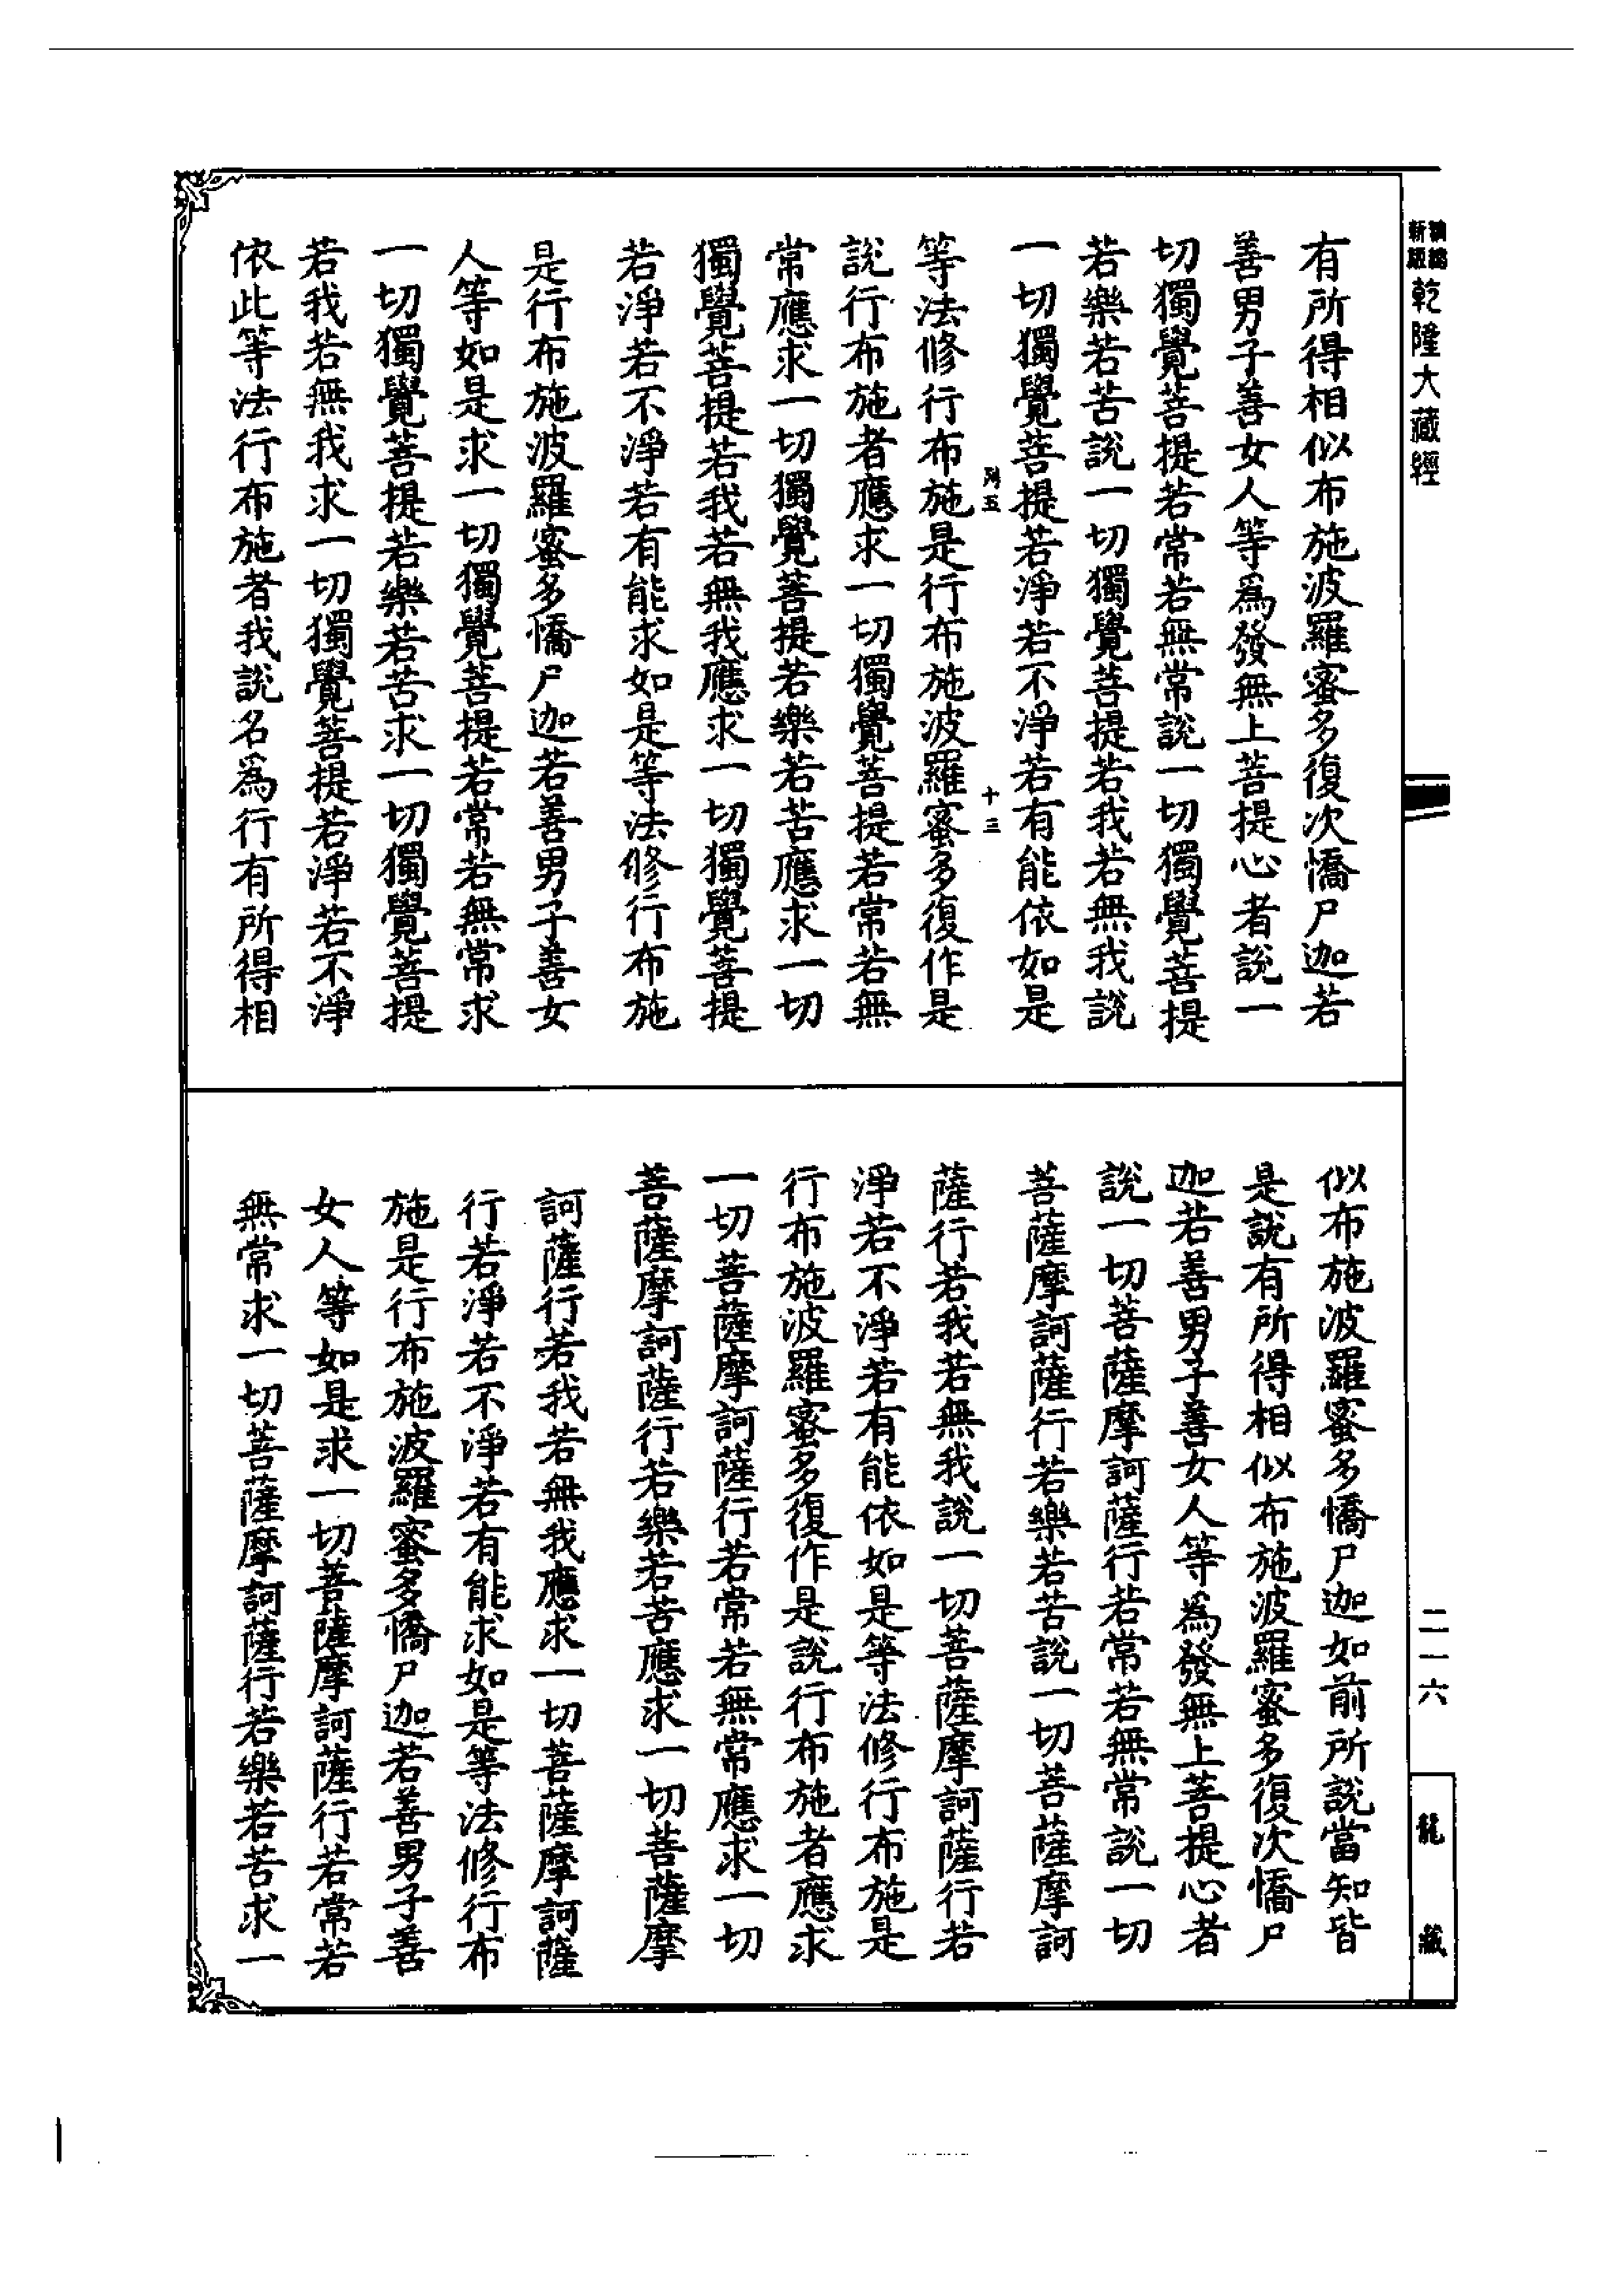 乾隆大藏經
有所得相似布施波羅蜜多復次憍尸迦若
善男子善女人等爲發無上菩提心者說一
切獨覺菩提若常若無常說一切獨覺菩提
若樂若苦說一切獨覺菩提若我若無我說
一切獨覺菩提若淨若不淨若有能依如是
列五 十三
等法修行布施是行布施波羅蜜多復作是
說行布施者應求一切獨覺菩提若常若無
常應求一切獨覺菩提若樂若苦應求一切
獨覺菩提若我若無我應求一切獨覺菩提
若淨若不淨若有能求如是等法修行布施
是行布施波羅蜜多憍尸迦若善男子善女
人等如是求一切獨覺菩提若常若無常求
一切獨覺菩提若樂若苦求一切獨覺菩提
若我若無我求一切獨覺菩提若淨若不淨
依此等法行布施者我說名爲行有所得相
似布施波羅蜜多憍尸迦如前所說當知皆
是說有所得相似布施波羅蜜多復次憍尸
迦若善男子善女人等爲發無上菩提心者
說一切菩薩摩訶薩行若常若無常說一切
菩薩摩訶薩行若樂若苦說一切菩薩摩訶
薩行若我若無我說一切菩薩摩訶薩行若
淨若不淨若有能依如是等法修行布施是
行布施波羅蜜多復作是說行布施者應求
一切菩薩摩訶薩行若常若無常應求一切
菩薩摩訶薩行若樂若苦應求一切菩薩摩
訶薩行若我若無我應求一切菩薩摩訶薩
行若淨若不淨若有能求如是等法修行布
施是行布施波羅蜜多憍尸迦若善男子善
女人等如是求一切菩薩摩訶薩行若常若
無常求一切菩薩摩訶薩行若樂若苦求一
二一六
龍藏